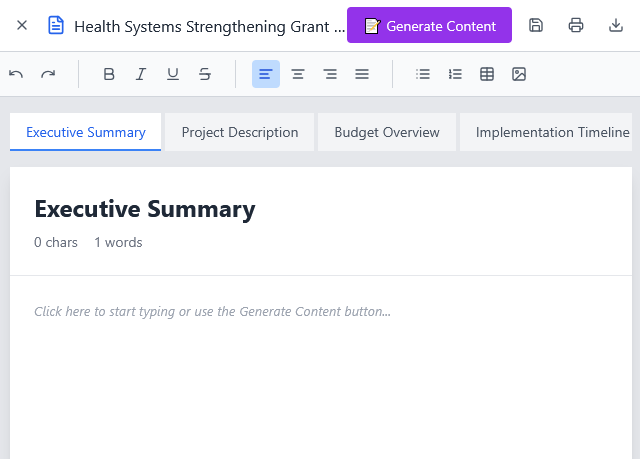 Health Systems Strengthening Grant ...
📝 Generate Content
B I U S
Executive Summary
Project Description
Budget Overview
Implementation Timeline
Executive Summary
0 chars 1 words
Click here to start typing or use the Generate Content button...